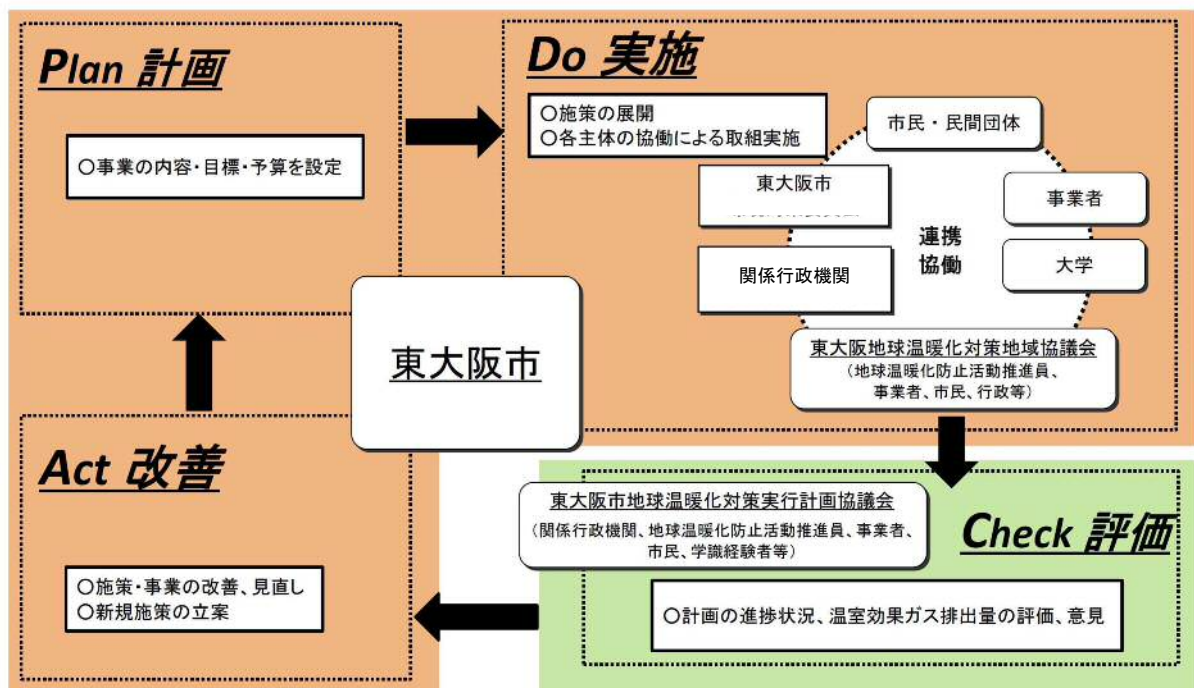 Plan 計画
○事業の内容・目標・予算を設定
Do 実施
○施策の展開
○各主体の協働による取組実施
市民・民間団体
東大阪市
事業者
連携
協働
関係行政機関
大学
東大阪地球温暖化対策地域協議会
(地球温暖化防止活動推進員、
事業者、市民、行政等)
東大阪市
Act 改善
○施策・事業の改善、見直し
○新規施策の立案
東大阪市地球温暖化対策実行計画協議会
(関係行政機関、地球温暖化防止活動推進員、事業者、
市民、学識経験者等)
Check 評価
○計画の進捗状況、温室効果ガス排出量の評価、意見